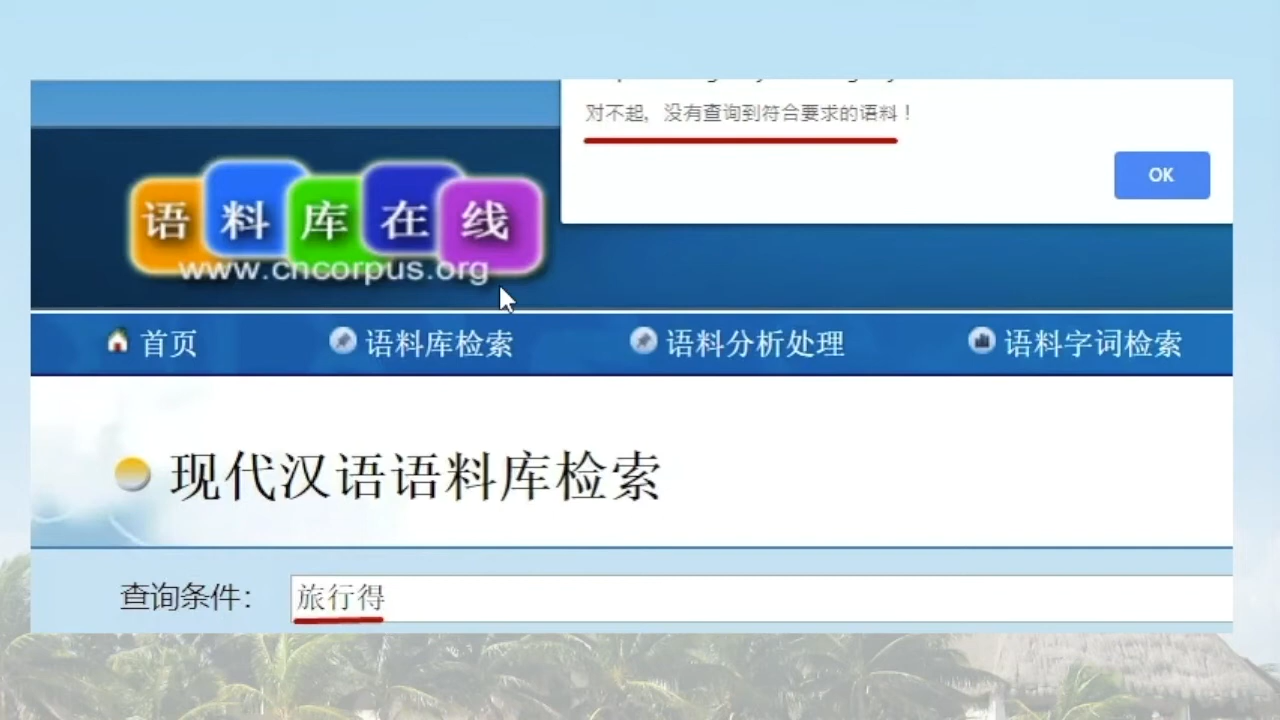 对不起，没有查询到符合要求的语料！
OK
语料库在线
www.cncorpus.org
首页 语料库检索 语料分析处理 语料字词检索
现代汉语语料库检索
查询条件： 旅行得